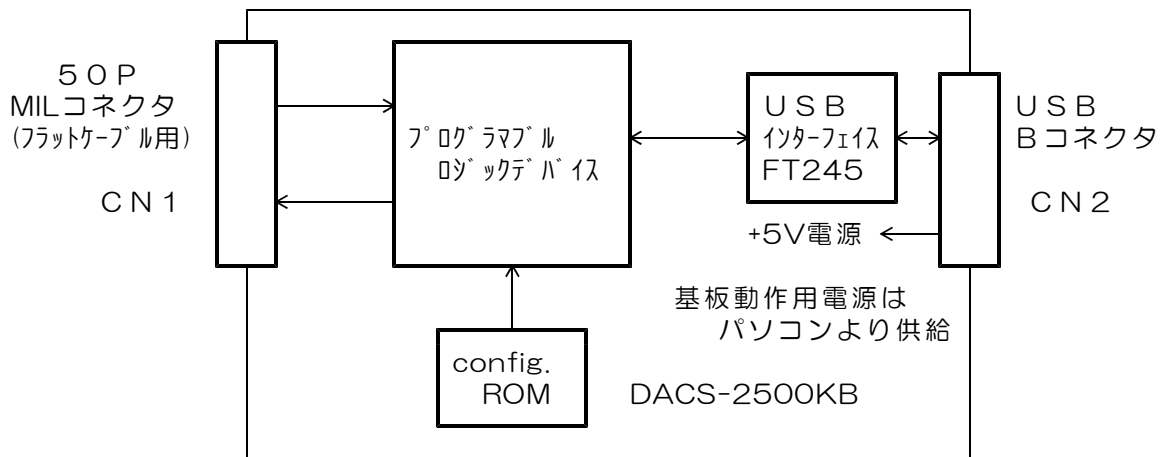 ５０Ｐ
MILコネクタ
(ﾌﾗｯﾄｹｰﾌﾞﾙ用)
ＣＮ１
ﾌﾟﾛｸﾞﾗﾏﾌﾞﾙ
ﾛｼﾞｯｸﾃﾞﾊﾞｲｽ
ＵＳＢ
ｲﾝﾀｰﾌｪｲｽ
FT245
ＵＳＢ
Ｂコネクタ
ＣＮ２
+5V電源
基板動作用電源は
パソコンより供給
config.
ROM
DACS-2500KB